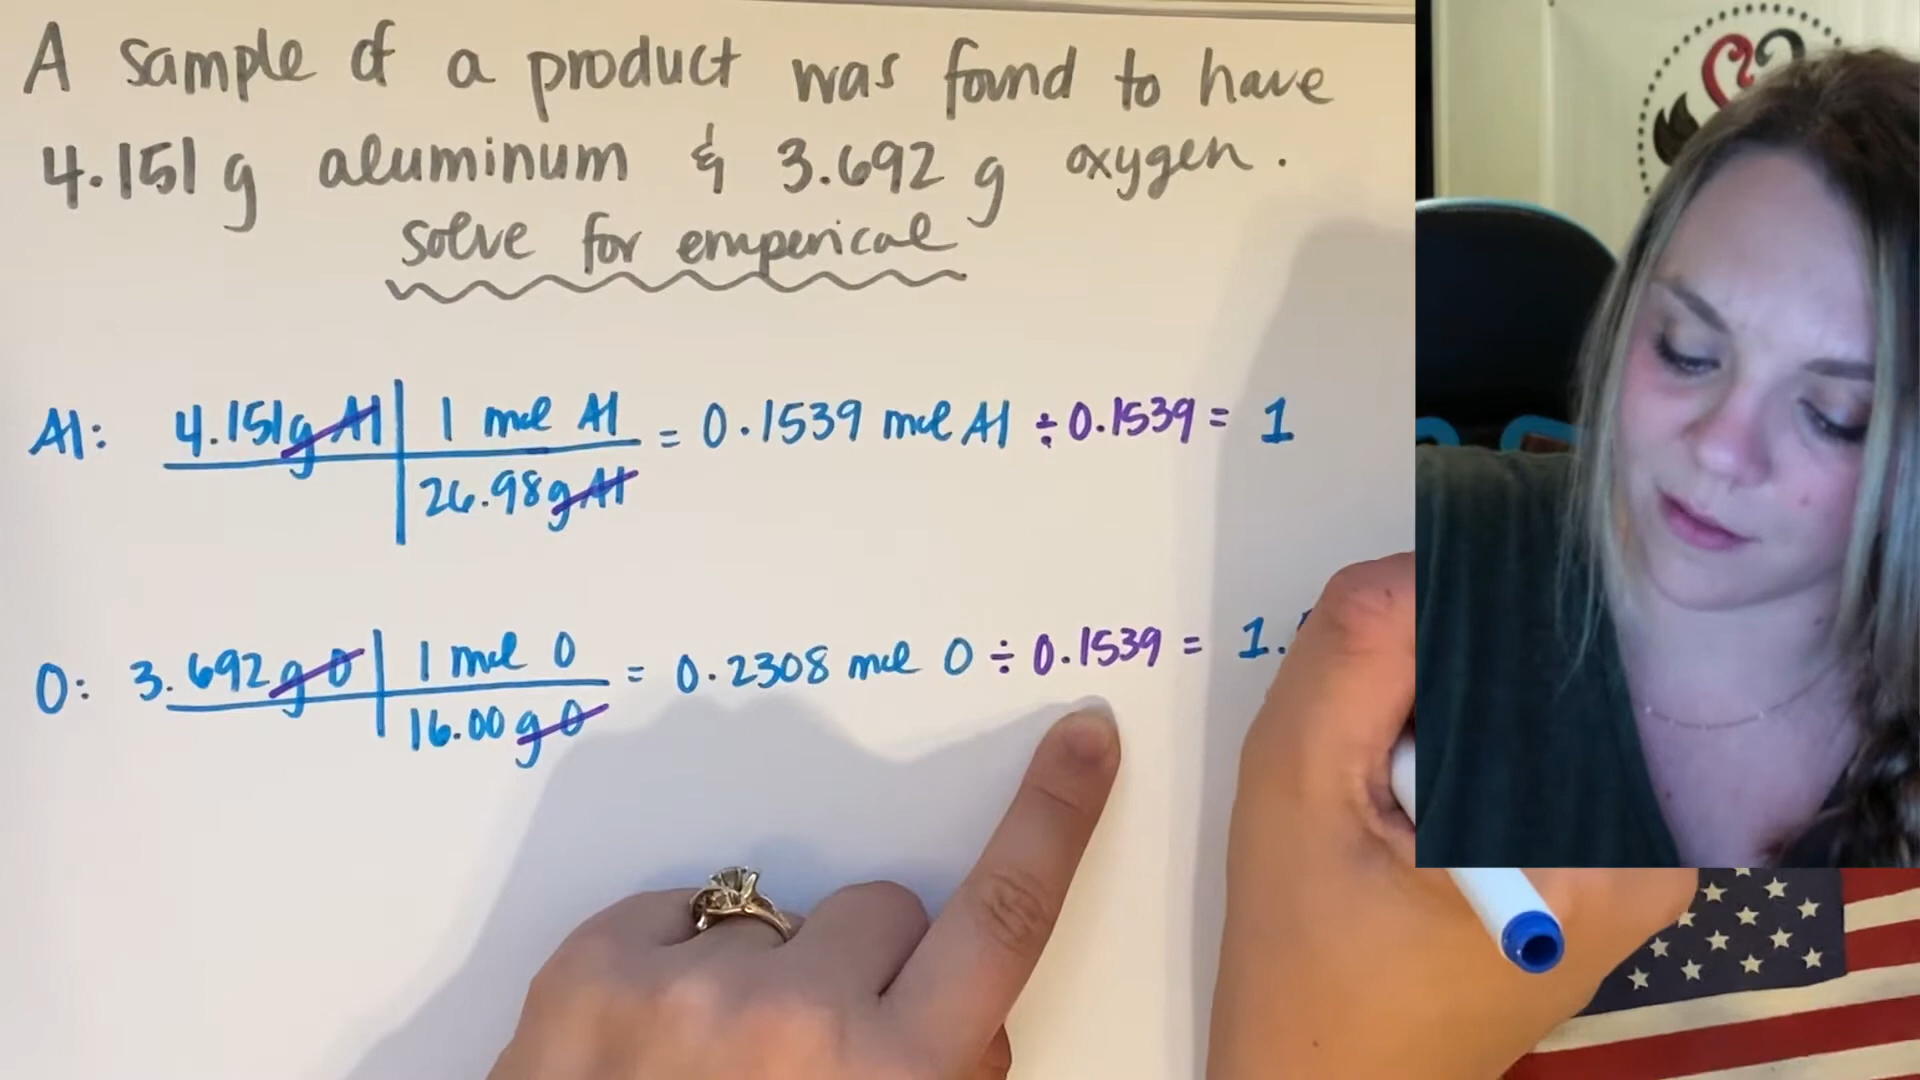 A sample of a product was found to have
4.151 g aluminum & 3.692 g oxygen.
solve for emperical
Al: 4.151g Al | 1 mol Al = 0.1539 mol Al ÷ 0.1539 = 1
26.98g Al
O: 3.692g O | 1 mol O = 0.2308 mol O ÷ 0.1539 = 1.
16.00 g O